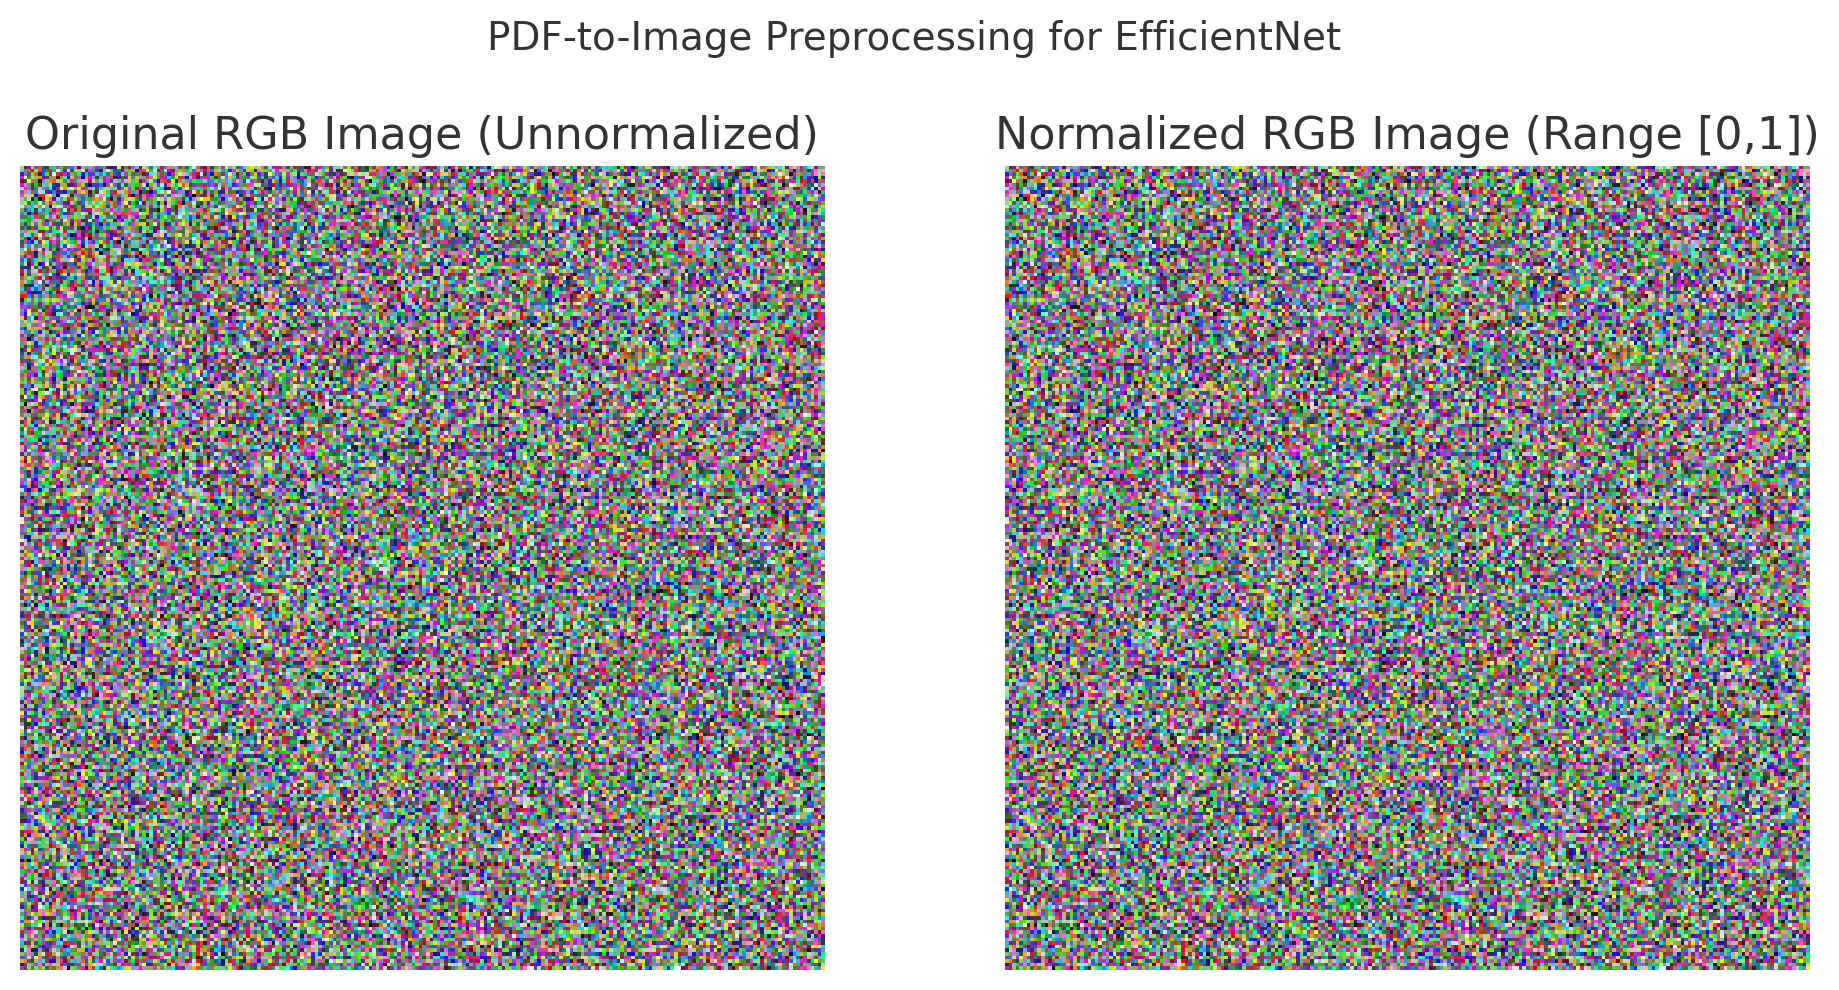 PDF-to-Image Preprocessing for EfficientNet
Original RGB Image (Unnormalized)
Normalized RGB Image (Range [0,1])